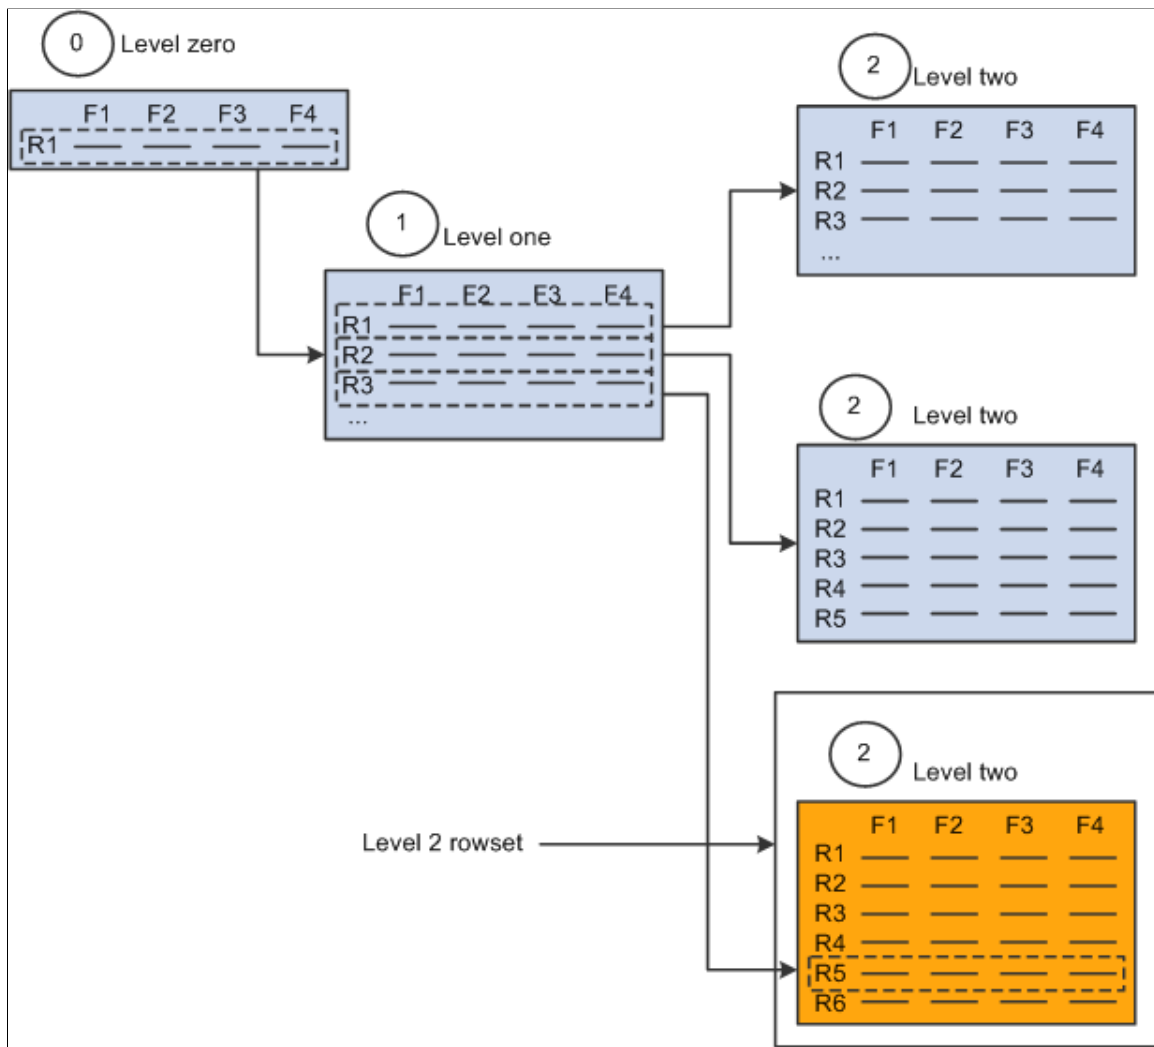 0 Level zero
F1 F2 F3 F4
R1
1 Level one
F1 F2 F3 F4
R1
R2
R3
...
2 Level two
F1 F2 F3 F4
R1
R2
R3
...
2 Level two
F1 F2 F3 F4
R1
R2
R3
R4
R5
Level 2 rowset
2 Level two
F1 F2 F3 F4
R1
R2
R3
R4
R5
R6